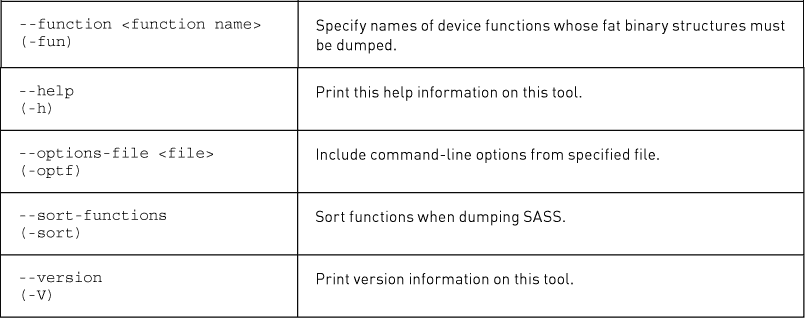 --function <function name>
(-fun)
Specify names of device functions whose fat binary structures must
be dumped.
--help
(-h)
Print this help information on this tool.
--options-file <file>
(-optf)
Include command-line options from specified file.
--sort-functions
(-sort)
Sort functions when dumping SASS.
--version
(-V)
Print version information on this tool.